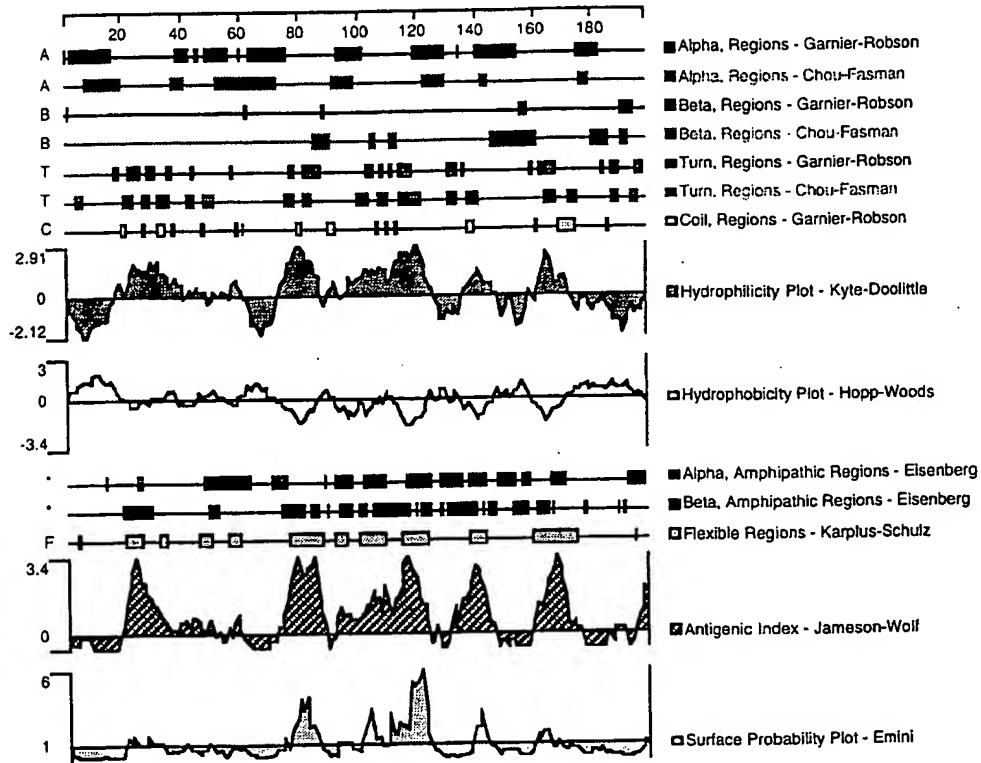 20 40 60 80 100 120 140 160 180
A Alpha, Regions - Garnier-Robson
A Alpha, Regions - Chou-Fasman
B Beta, Regions - Garnier-Robson
B Beta, Regions - Chou-Fasman
T Turn, Regions - Garnier-Robson
T Turn, Regions - Chou-Fasman
C Coil, Regions - Garnier-Robson
2.91
0 Hydrophilicity Plot - Kyte-Doolittle
-2.12
3
0 Hydrophobicity Plot - Hopp-Woods
-3.4
* Alpha, Amphipathic Regions - Eisenberg
* Beta, Amphipathic Regions - Eisenberg
F Flexible Regions - Karplus-Schulz
3.4
0 Antigenic Index - Jameson-Wolf
6
1 Surface Probability Plot - Emini